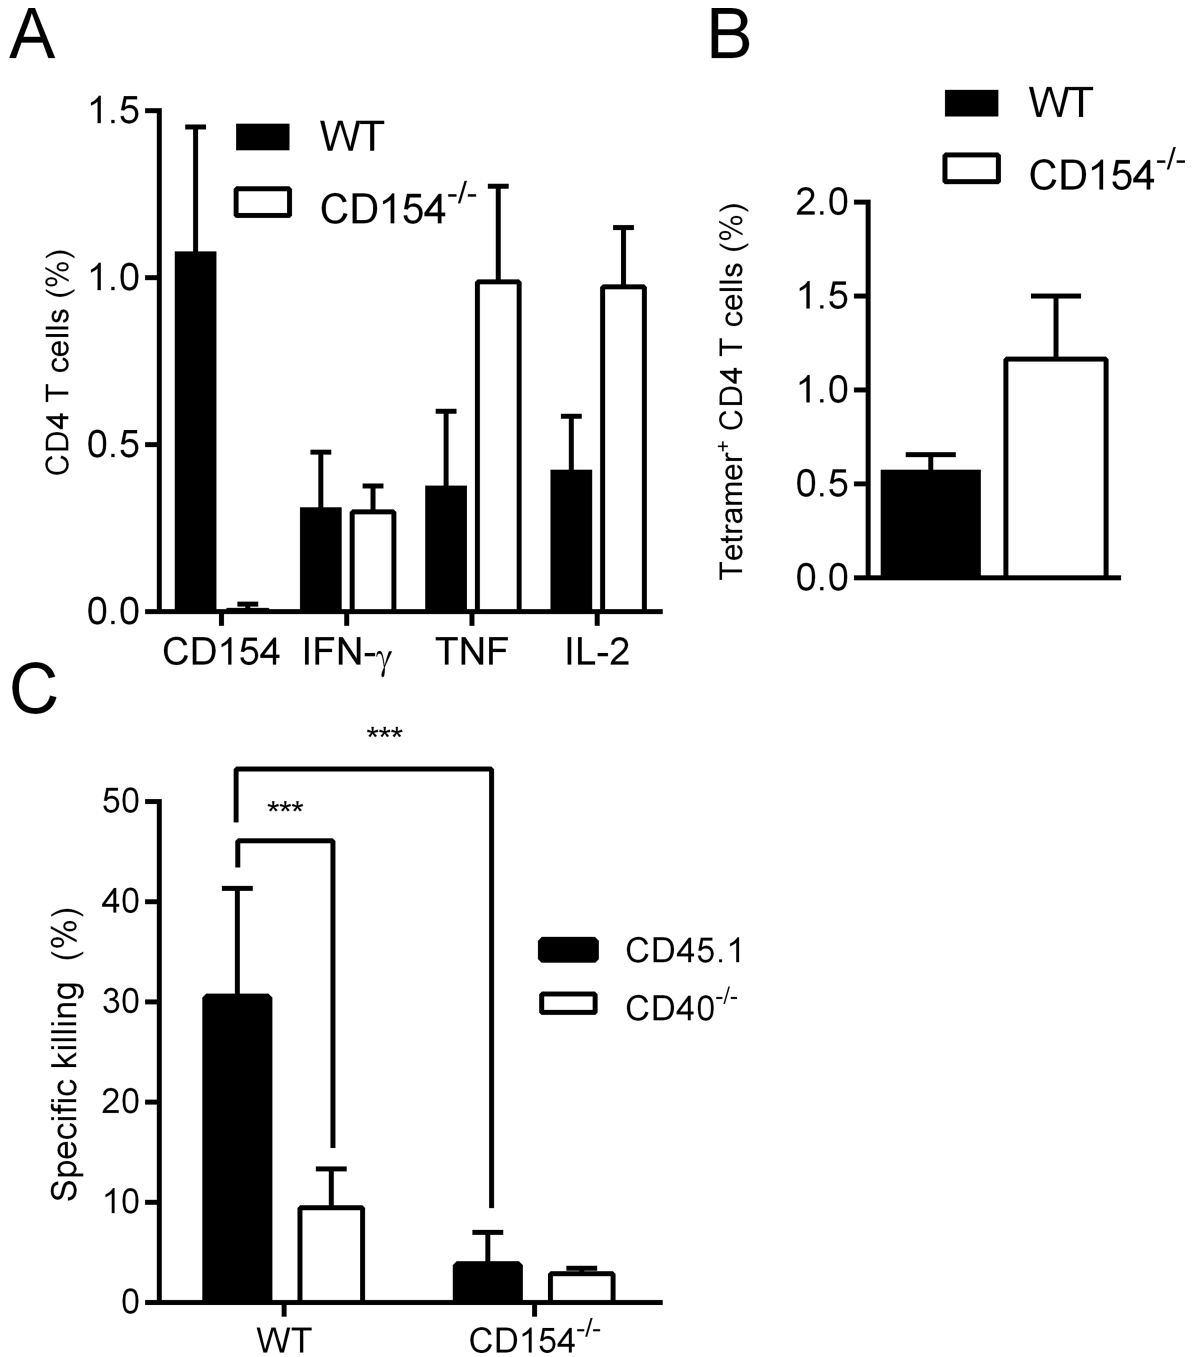 A
B
1.5
1.0
0.5
0.0
CD4 T cells (%)
WT
CD154-/-
CD154
IFN-γ
TNF
IL-2
WT
CD154-/-
2.0
1.5
1.0
0.5
0.0
Tetramer+ CD4 T cells (%)
C
***
***
50
40
30
20
10
0
Specific killing (%)
CD45.1
CD40-/-
WT
CD154-/-